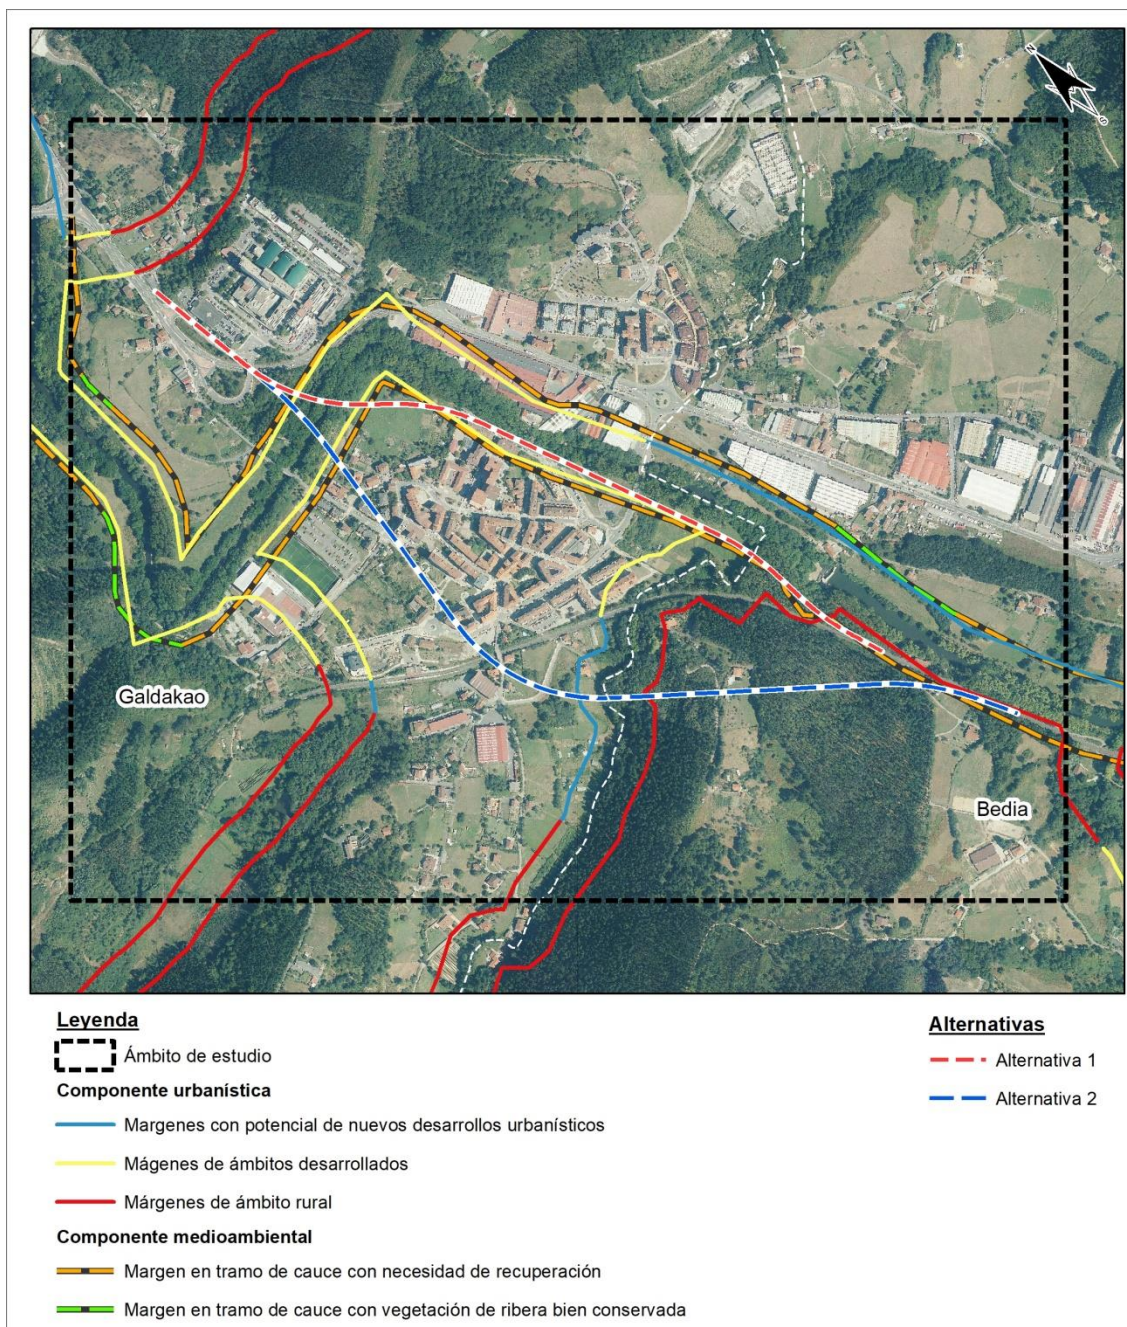 N
S
Galdakao
Bedia
Leyenda
Ámbito de estudio
Componente urbanística
Margenes con potencial de nuevos desarrollos urbanísticos
Mágenes de ámbitos desarrollados
Márgenes de ámbito rural
Componente medioambiental
Margen en tramo de cauce con necesidad de recuperación
Margen en tramo de cauce con vegetación de ribera bien conservada
Alternativas
Alternativa 1
Alternativa 2